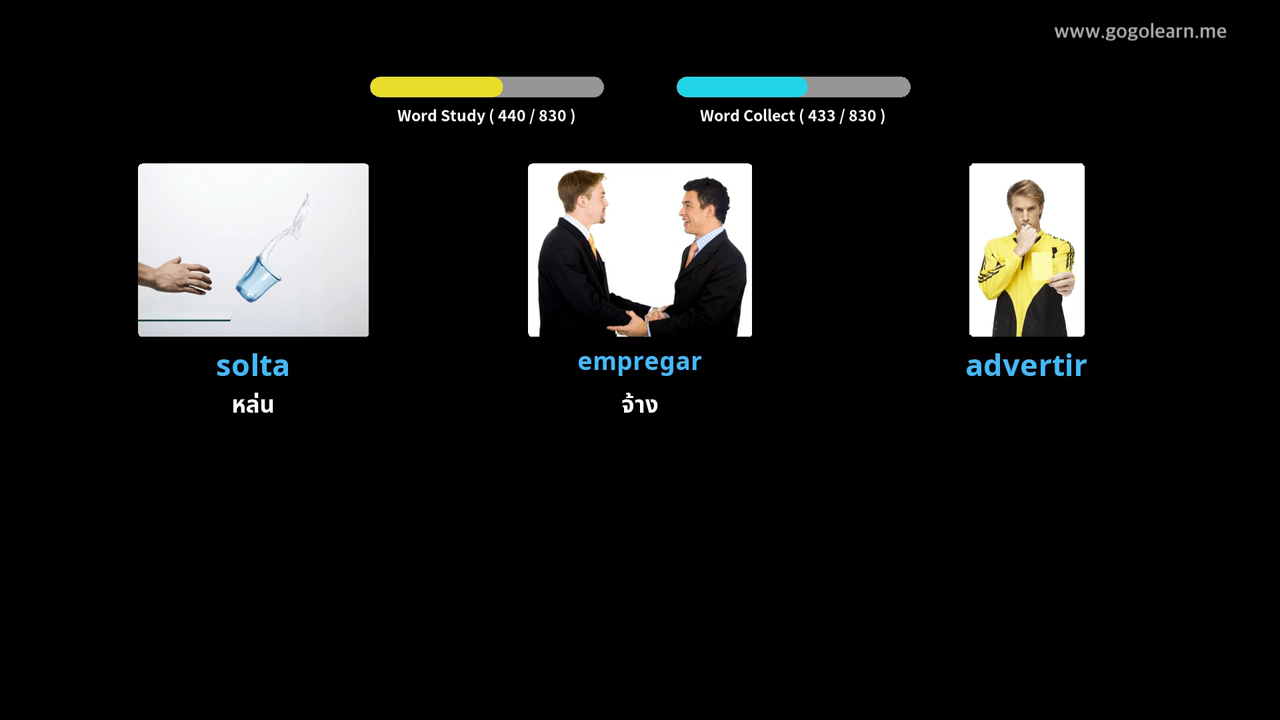 www.gogolearn.me
Word Study ( 440 / 830 )
Word Collect ( 433 / 830 )
solta
empregar
advertir
หล่น
จ้าง